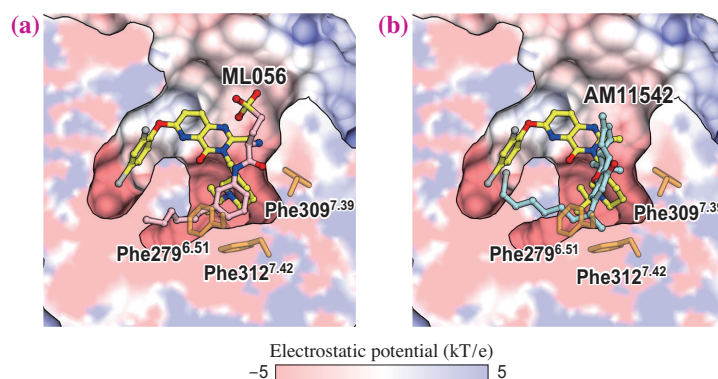 (a)
ML056
Phe309^7.39
Phe279^6.51
Phe312^7.42
(b)
AM11542
Phe309^7.39
Phe279^6.51
Phe312^7.42
Electrostatic potential (kT/e)
−5 5